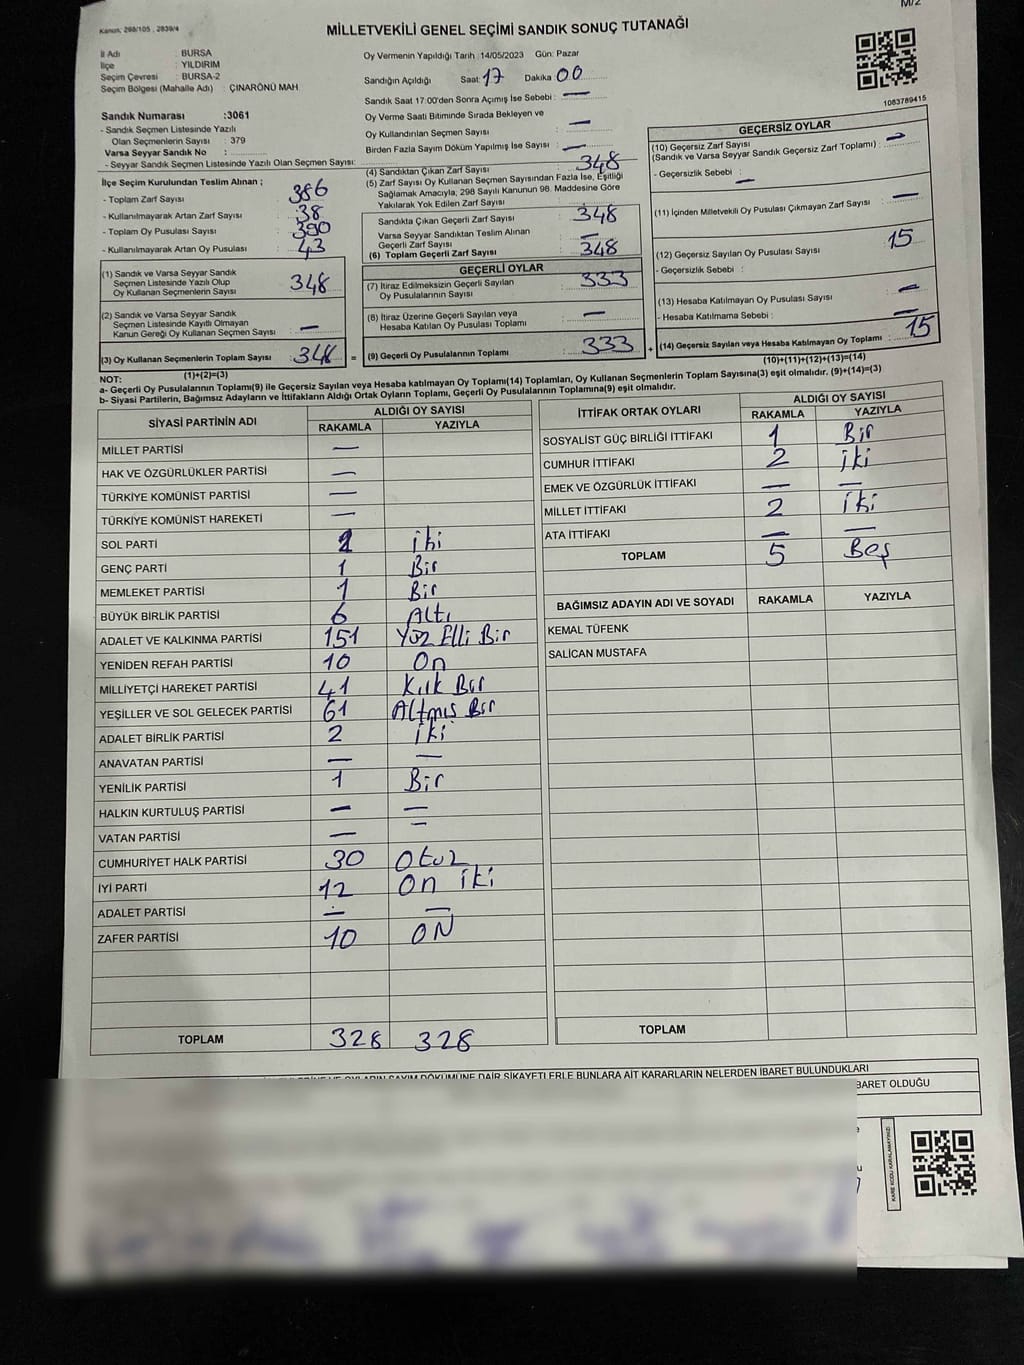 M/2
Kanun, 298/105 , 2839/4
MİLLETVEKİLİ GENEL SEÇİMİ SANDIK SONUÇ TUTANAĞI
İl Adı : BURSA
İlçe : YILDIRIM
Seçim Çevresi : BURSA-2
Seçim Bölgesi (Mahalle Adı) : ÇINARÖNÜ MAH
Sandık Numarası :3061
- Sandık Seçmen Listesinde Yazılı
Olan Seçmenlerin Sayısı : 379
Varsa Seyyar Sandık No :
- Seyyar Sandık Seçmen Listesinde Yazılı Olan Seçmen Sayısı:
İlçe Seçim Kurulundan Teslim Alınan ;
- Toplam Zarf Sayısı : 386
- Kullanılmayarak Artan Zarf Sayısı : 38
- Toplam Oy Pusulası Sayısı : 390
- Kullanılmayarak Artan Oy Pusulası : 43
(1) Sandık ve Varsa Seyyar Sandık
Seçmen Listesinde Yazılı Olup
Oy Kullanan Seçmenlerin Sayısı : 348
(2) Sandık ve Varsa Seyyar Sandık
Seçmen Listesinde Kayıtlı Olmayan
Kanun Gereği Oy Kullanan Seçmen Sayısı : —
(3) Oy Kullanan Seçmenlerin Toplam Sayısı : 348 =
(1)+(2)=(3)
Oy Vermenin Yapıldığı Tarih :14/05/2023 Gün: Pazar
Sandığın Açıldığı Saat: 17 Dakika 00
Sandık Saat 17:00'den Sonra Açımış İse Sebebi : —
Oy Verme Saati Bitiminde Sırada Bekleyen ve
Oy Kullandırılan Seçmen Sayısı : —
Birden Fazla Sayım Döküm Yapılmış İse Sayısı : —
(4) Sandıktan Çıkan Zarf Sayısı : 348
(5) Zarf Sayısı Oy Kullanan Seçmen Sayısından Fazla İse, Eşitliği
Sağlamak Amacıyla, 298 Sayılı Kanunun 98. Maddesine Göre
Yakılarak Yok Edilen Zarf Sayısı :
Sandıkta Çıkan Geçerli Zarf Sayısı : 348
Varsa Seyyar Sandıktan Teslim Alınan
Geçerli Zarf Sayısı : —
(6) Toplam Geçerli Zarf Sayısı : 348
GEÇERLİ OYLAR
(7) İtiraz Edilmeksizin Geçerli Sayılan
Oy Pusulalarının Sayısı : 333
(8) İtiraz Üzerine Geçerli Sayılan veya
Hesaba Katılan Oy Pusulası Toplamı : —
(9) Geçerli Oy Pusulalarının Toplamı : 333 +
1083789415
GEÇERSİZ OYLAR
(10) Geçersiz Zarf Sayısı
(Sandık ve Varsa Seyyar Sandık Geçersiz Zarf Toplamı) : —
- Geçersizlik Sebebi : —
(11) İçinden Milletvekili Oy Pusulası Çıkmayan Zarf Sayısı : —
(12) Geçersiz Sayılan Oy Pusulası Sayısı : 15
- Geçersizlik Sebebi :
(13) Hesaba Katılmayan Oy Pusulası Sayısı : —
- Hesaba Katılmama Sebebi : —
(14) Geçersiz Sayılan veya Hesaba Katılmayan Oy Toplamı : 15
(10)+(11)+(12)+(13)=(14)
NOT:
a- Geçerli Oy Pusulalarının Toplamı(9) ile Geçersiz Sayılan veya Hesaba katılmayan Oy Toplamı(14) Toplamları, Oy Kullanan Seçmenlerin Toplam Sayısına(3) eşit olmalıdır. (9)+(14)=(3)
b- Siyasi Partilerin, Bağımsız Adayların ve İttifakların Aldığı Ortak Oyların Toplamı, Geçerli Oy Pusulalarının Toplamına(9) eşit olmalıdır.
SİYASİ PARTİNİN ADI ALDIĞI OY SAYISI
RAKAMLA YAZIYLA
MİLLET PARTİSİ —
HAK VE ÖZGÜRLÜKLER PARTİSİ —
TÜRKİYE KOMÜNİST PARTİSİ —
TÜRKİYE KOMÜNİST HAREKETİ —
SOL PARTİ 2 iki
GENÇ PARTİ 1 Bir
MEMLEKET PARTİSİ 1 Bir
BÜYÜK BİRLİK PARTİSİ 6 Altı
ADALET VE KALKINMA PARTİSİ 151 Yüz Elli Bir
YENİDEN REFAH PARTİSİ 10 On
MİLLİYETÇİ HAREKET PARTİSİ 41 Kırk Bir
YEŞİLLER VE SOL GELECEK PARTİSİ 61 Altmış Bir
ADALET BİRLİK PARTİSİ 2 iki
ANAVATAN PARTİSİ — —
YENİLİK PARTİSİ 1 Bir
HALKIN KURTULUŞ PARTİSİ — —
VATAN PARTİSİ — —
CUMHURİYET HALK PARTİSİ 30 Otuz
İYİ PARTİ 12 On iki
ADALET PARTİSİ — —
ZAFER PARTİSİ 10 ON
TOPLAM 328 328
İTTİFAK ORTAK OYLARI ALDIĞI OY SAYISI
RAKAMLA YAZIYLA
SOSYALİST GÜÇ BİRLİĞİ İTTİFAKI 1 Bir
CUMHUR İTTİFAKI 2 iki
EMEK VE ÖZGÜRLÜK İTTİFAKI — —
MİLLET İTTİFAKI 2 iki
ATA İTTİFAKI — —
TOPLAM 5 Beş
BAĞIMSIZ ADAYIN ADI VE SOYADI RAKAMLA YAZIYLA
KEMAL TÜFENK
SALİCAN MUSTAFA
TOPLAM
OYLARIN SAYIM DÖKÜMÜNE DAİR ŞİKAYETLERLE BUNLARA AİT KARARLARIN NELERDEN İBARET BULUNDUKLARI
BARET OLDUĞU
KARE KODU KARALAMAYINIZ!